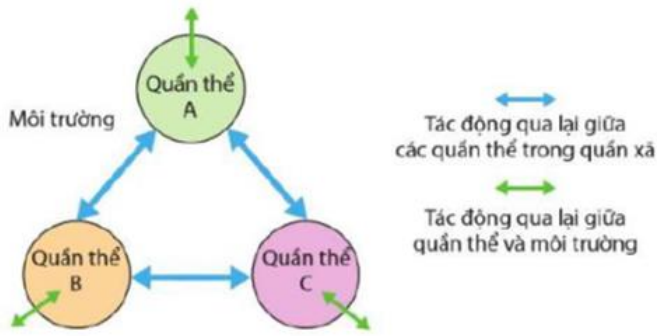 Quần thể
A
Môi trường
Quần thể
B
Quần thể
C
Tác động qua lại giữa
các quần thể trong quần xã
Tác động qua lại giữa
quần thể và môi trường